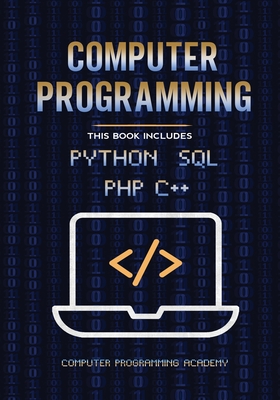 COMPUTER
PROGRAMMING
THIS BOOK INCLUDES
PYTHON SQL
PHP C++
</>
COMPUTER PROGRAMMING ACADEMY